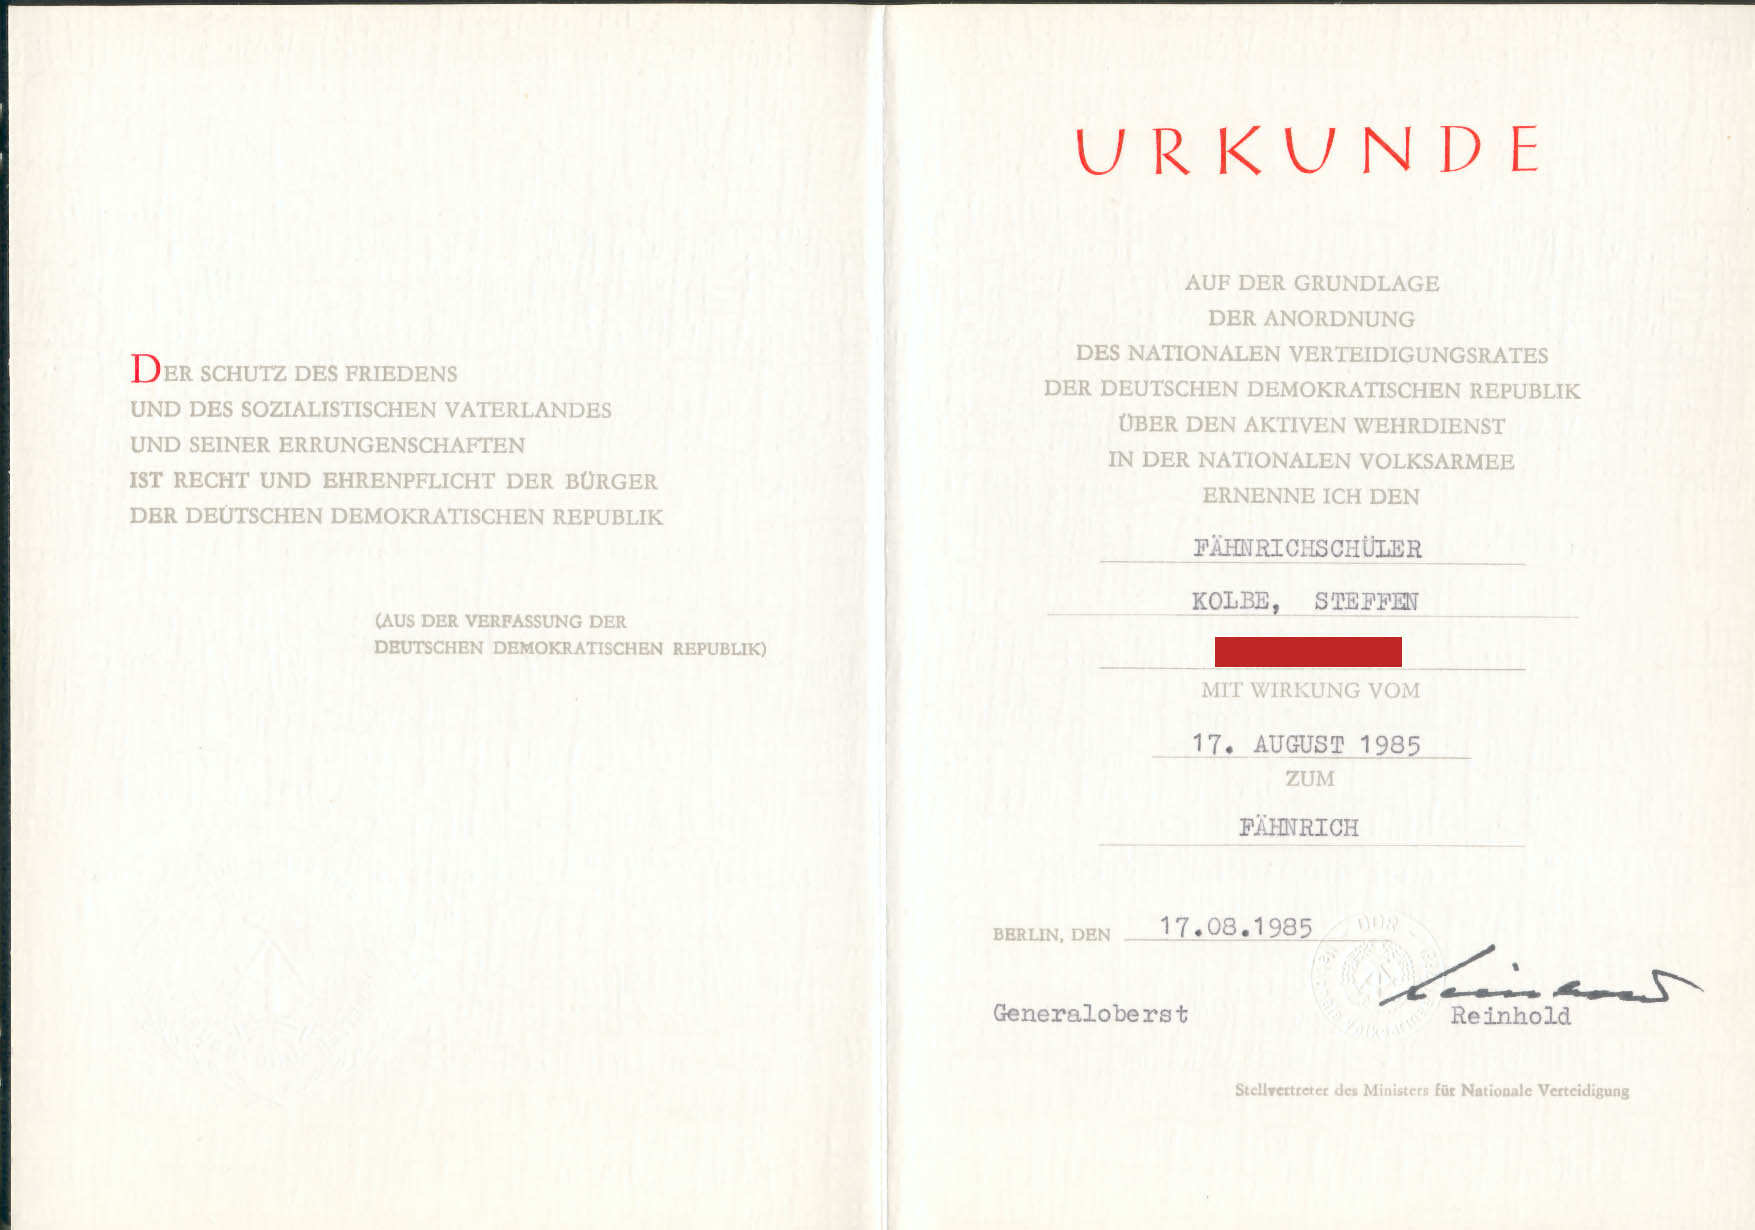 DER SCHUTZ DES FRIEDENS
UND DES SOZIALISTISCHEN VATERLANDES
UND SEINER ERRUNGENSCHAFTEN
IST RECHT UND EHRENPFLICHT DER BÜRGER
DER DEUTSCHEN DEMOKRATISCHEN REPUBLIK
(AUS DER VERFASSUNG DER
DEUTSCHEN DEMOKRATISCHEN REPUBLIK)
URKUNDE
AUF DER GRUNDLAGE
DER ANORDNUNG
DES NATIONALEN VERTEIDIGUNGSRATES
DER DEUTSCHEN DEMOKRATISCHEN REPUBLIK
ÜBER DEN AKTIVEN WEHRDIENST
IN DER NATIONALEN VOLKSARMEE
ERNENNE ICH DEN
FÄHNRICHSCHÜLER
KOLBE, STEFFEN
MIT WIRKUNG VOM
17. AUGUST 1985
ZUM
FÄHNRICH
BERLIN, DEN 17.08.1985
DDR
Generaloberst Reinhold
Stellvertreter des Ministers für Nationale Verteidigung